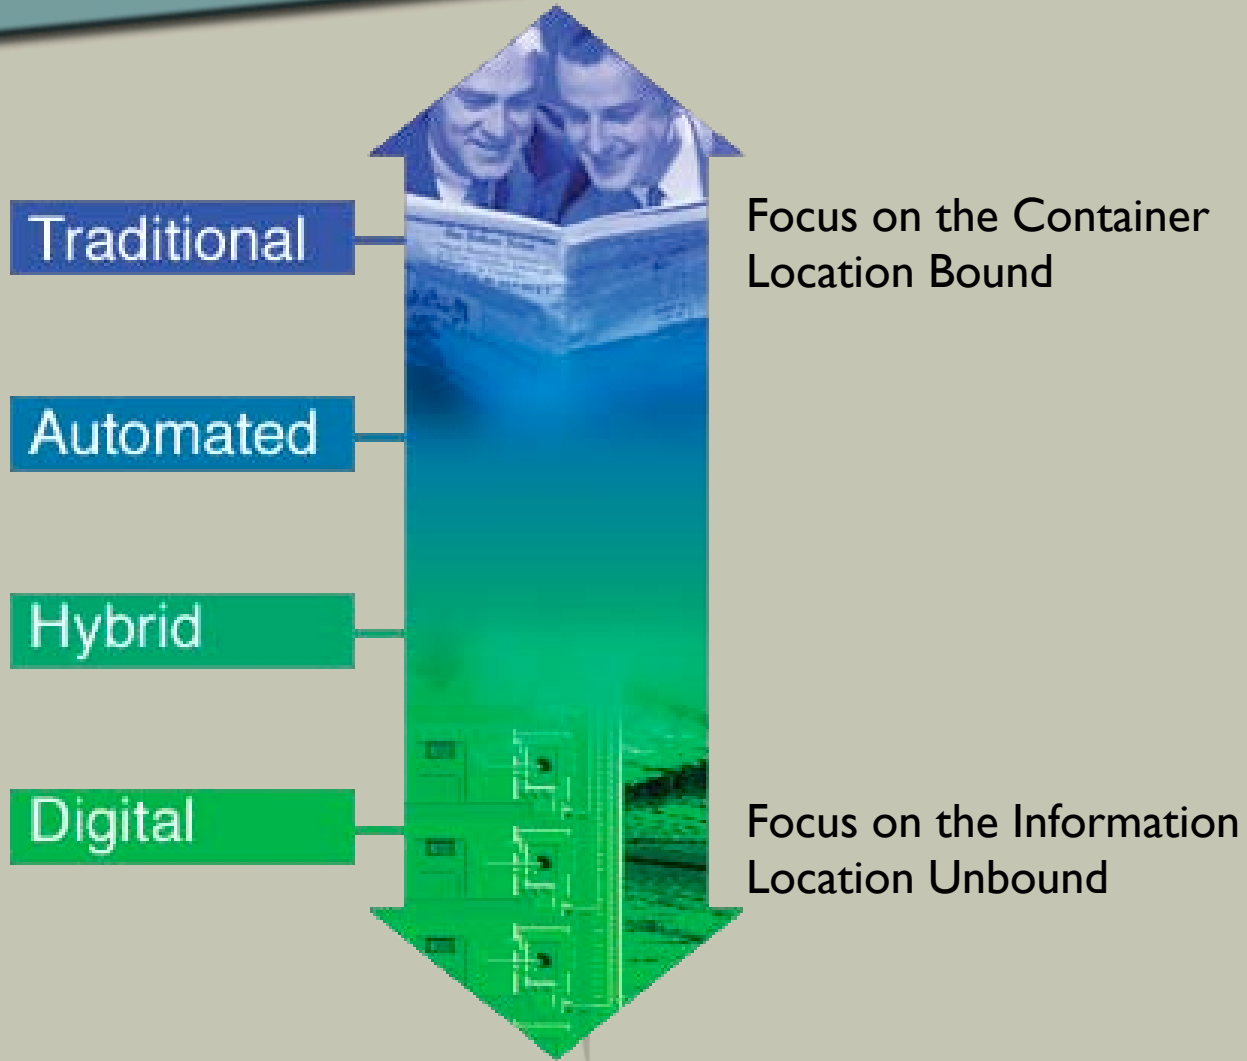 Traditional
Focus on the Container
Location Bound
Automated
Hybrid
Digital
Focus on the Information
Location Unbound